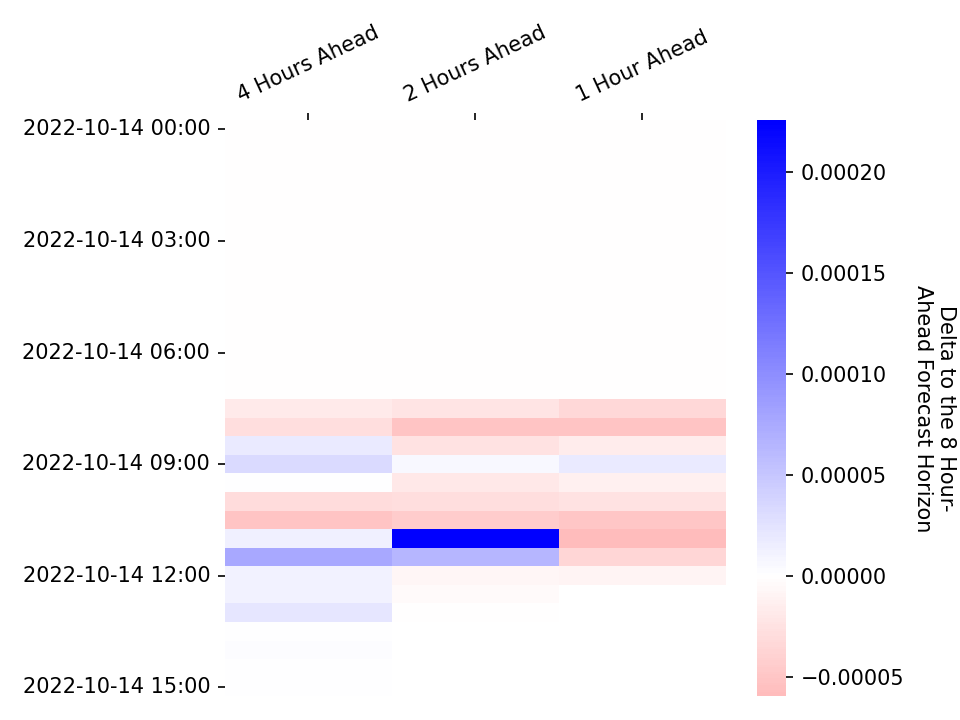 4 Hours Ahead
2 Hours Ahead
1 Hour Ahead
2022-10-14 00:00
2022-10-14 03:00
2022-10-14 06:00
2022-10-14 09:00
2022-10-14 12:00
2022-10-14 15:00
0.00020
0.00015
0.00010
0.00005
0.00000
−0.00005
Delta to the 8 Hour-
Ahead Forecast Horizon